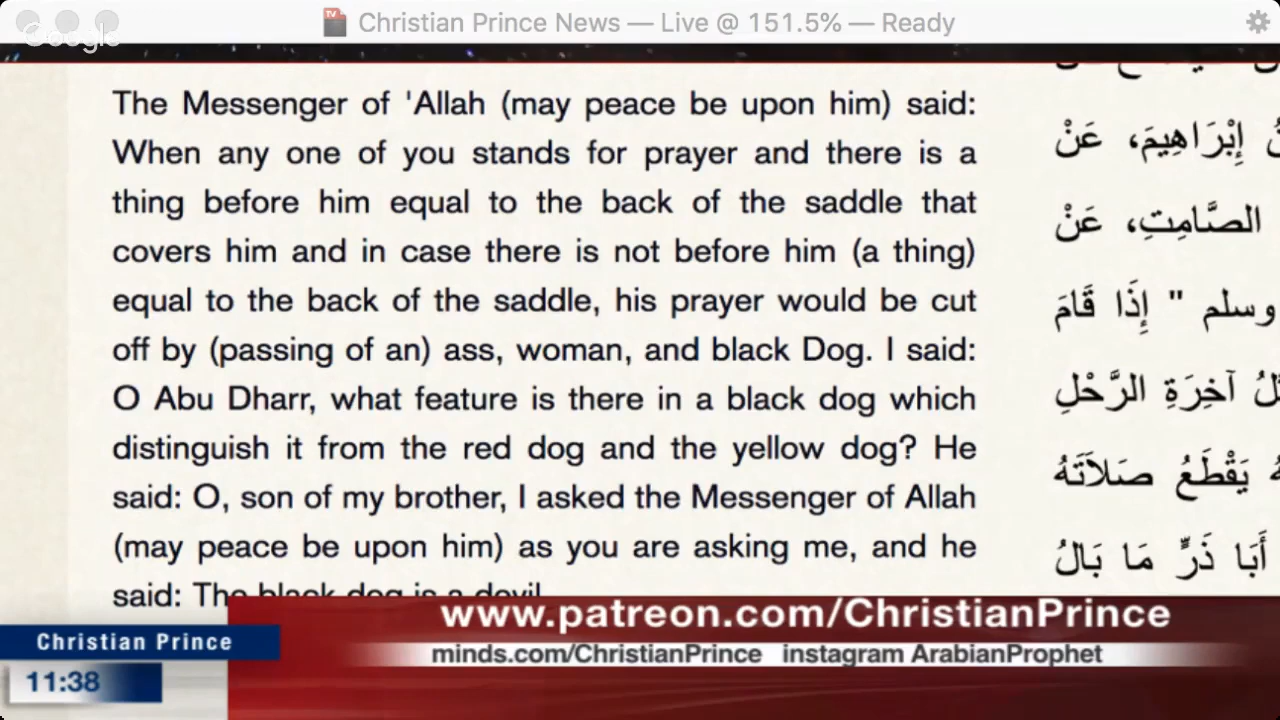 Christian Prince News — Live @ 151.5% — Ready
Google
The Messenger of 'Allah (may peace be upon him) said:
When any one of you stands for prayer and there is a
thing before him equal to the back of the saddle that
covers him and in case there is not before him (a thing)
equal to the back of the saddle, his prayer would be cut
off by (passing of an) ass, woman, and black Dog. I said:
O Abu Dharr, what feature is there in a black dog which
distinguish it from the red dog and the yellow dog? He
said: O, son of my brother, I asked the Messenger of Allah
(may peace be upon him) as you are asking me, and he
said: The black dog is a devil.
إِبْرَاهِيمَ، عَنْ
الصَّامِتِ، عَنْ
وسلم " إِذَا قَامَ
آخِرَةِ الرَّحْلِ
يَقْطَعُ صَلاَتَهُ
أَبَا ذَرٍّ مَا بَالُ
www.patreon.com/ChristianPrince
Christian Prince
minds.com/ChristianPrince instagram ArabianProphet
11:38